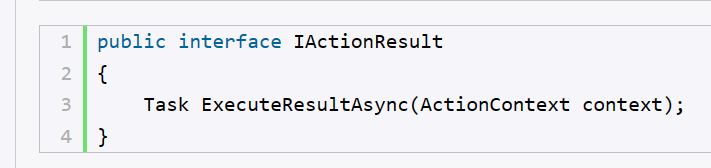 1 public interface IActionResult
2 {
3     Task ExecuteResultAsync(ActionContext context);
4 }